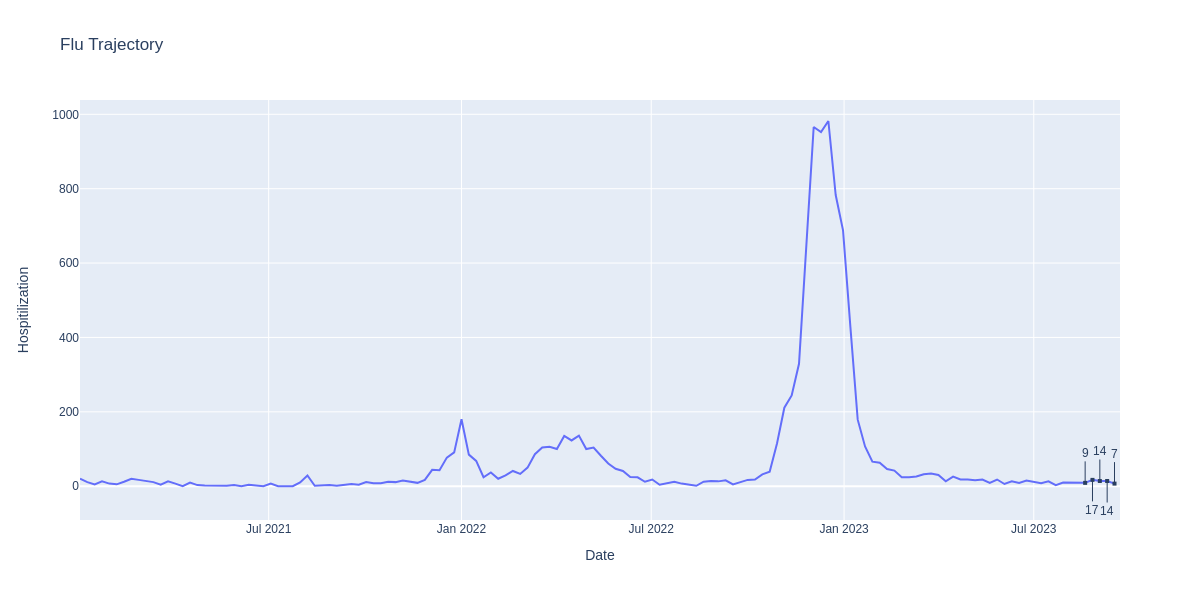 Flu Trajectory
Hospitilization
1000
800
600
400
200
0
9
14
7
17
14
Jul 2021
Jan 2022
Jul 2022
Jan 2023
Jul 2023
Date